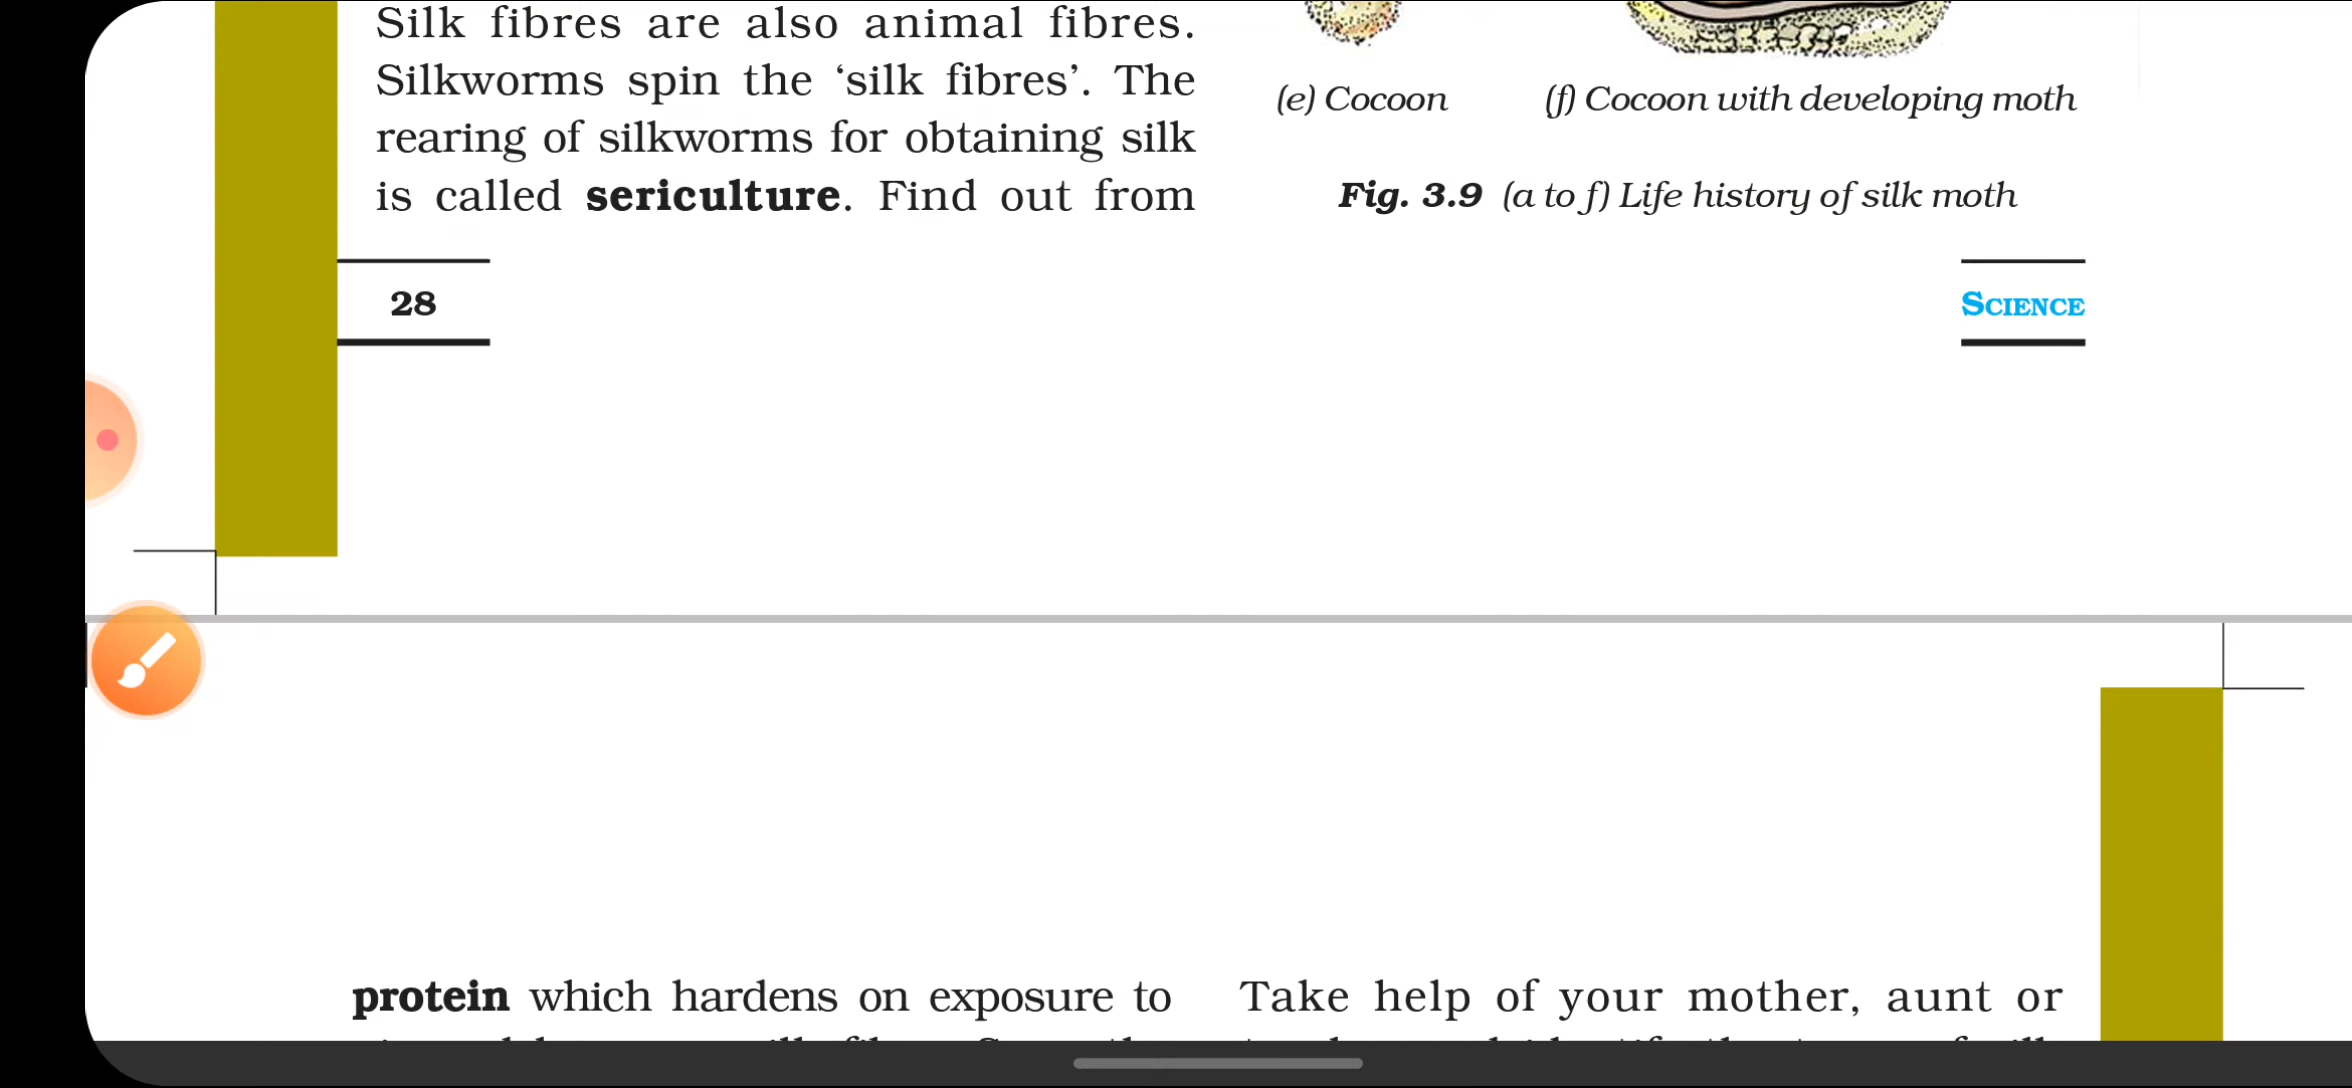 Silk fibres are also animal fibres.
Silkworms spin the ‘silk fibres’. The
rearing of silkworms for obtaining silk
is called sericulture. Find out from
(e) Cocoon
(f) Cocoon with developing moth
Fig. 3.9 (a to f) Life history of silk moth
28
SCIENCE
protein which hardens on exposure to
Take help of your mother, aunt or